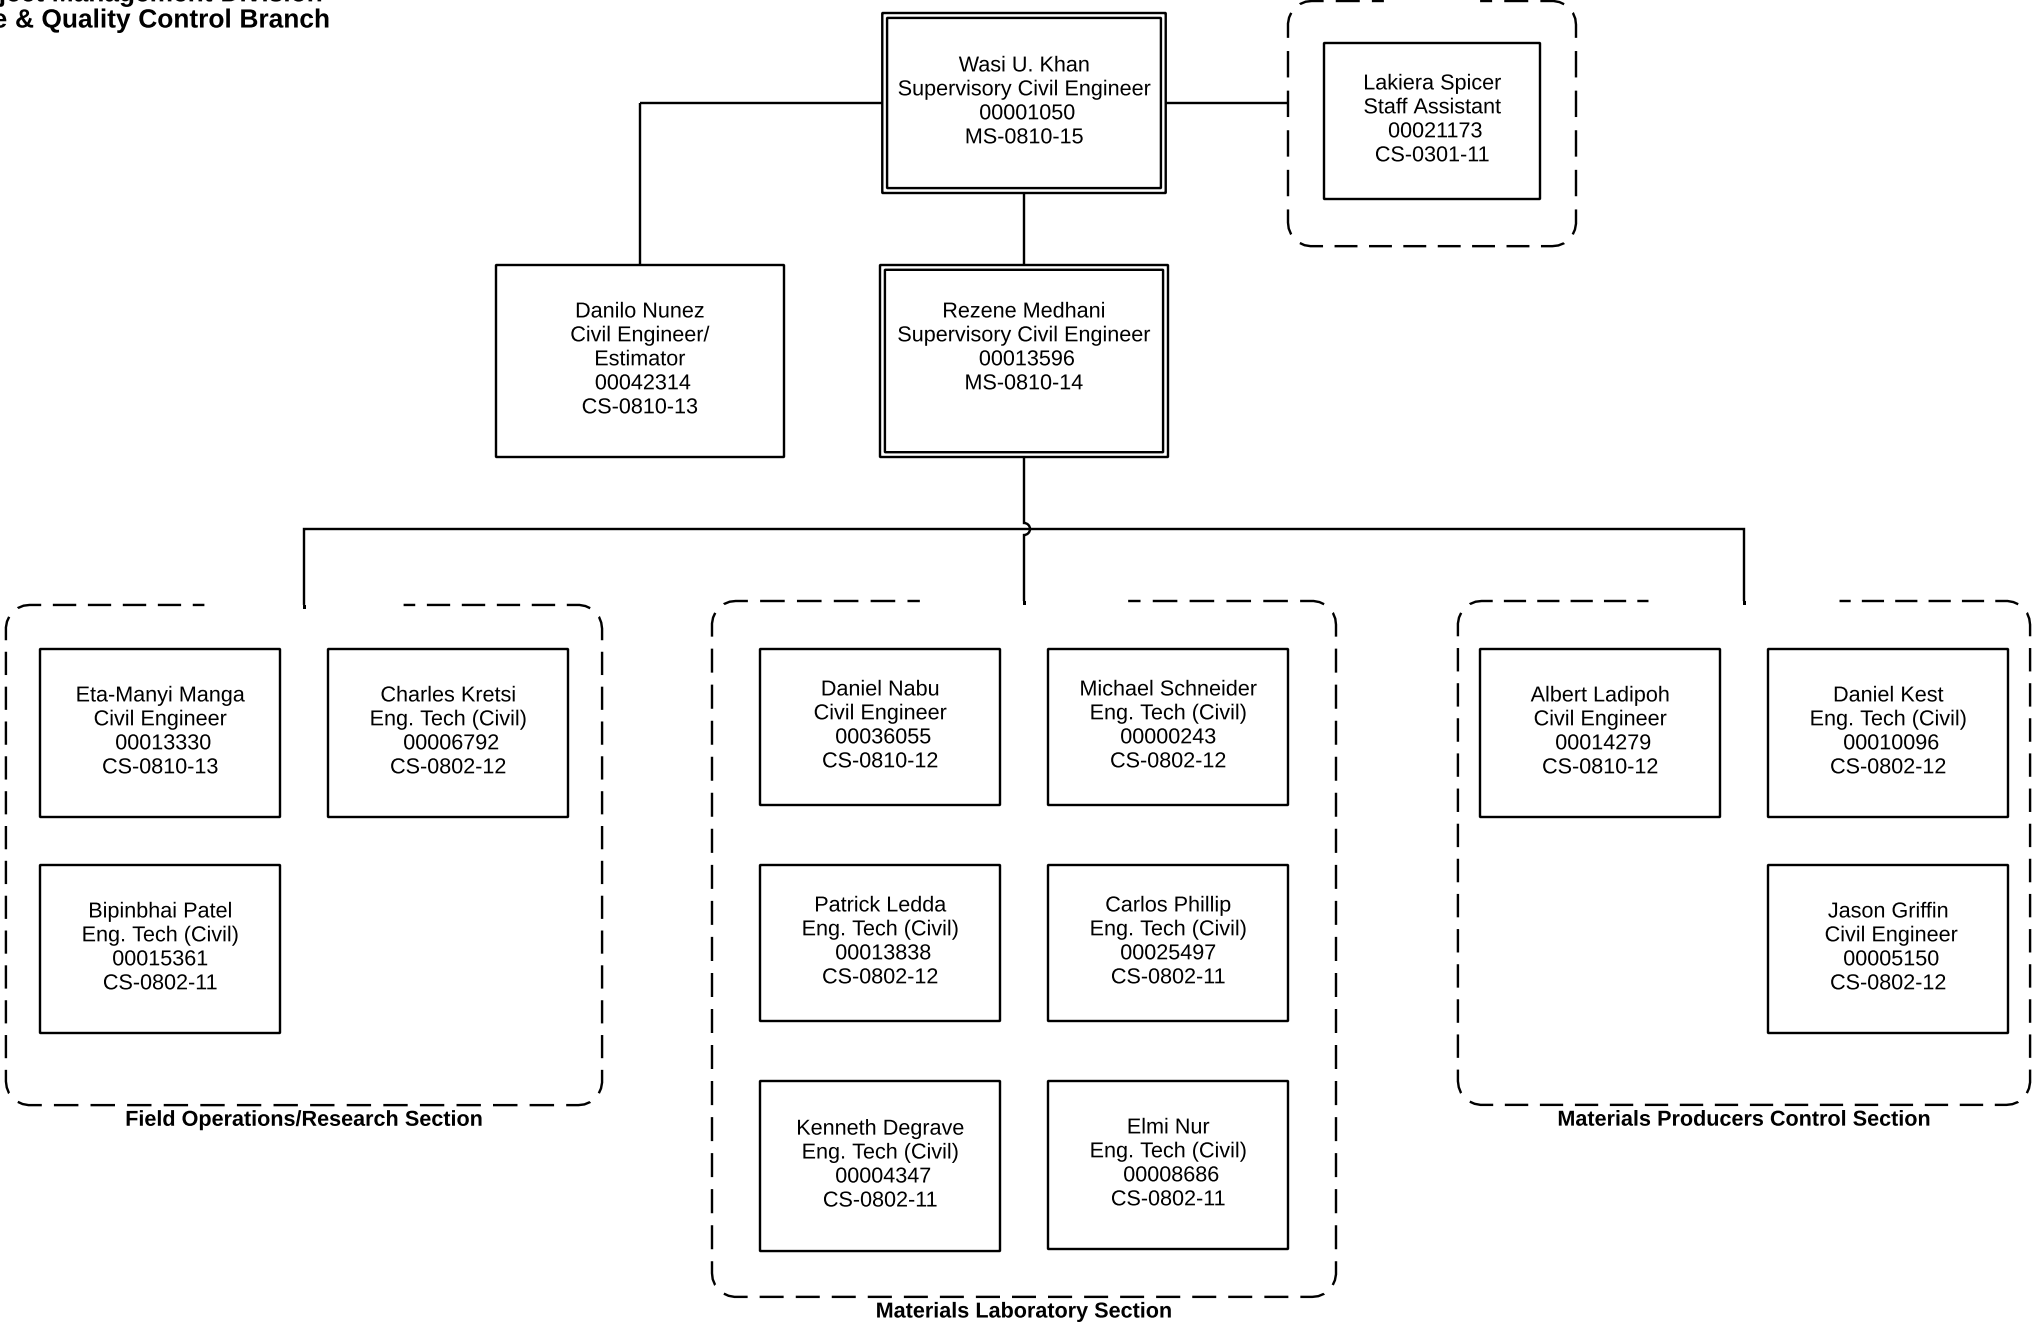 Management Division
& Quality Control Branch
Wasi U. Khan
Supervisory Civil Engineer
00001050
MS-0810-15
Lakiera Spicer
Staff Assistant
00021173
CS-0301-11
Danilo Nunez
Civil Engineer/
Estimator
00042314
CS-0810-13
Rezene Medhani
Supervisory Civil Engineer
00013596
MS-0810-14
Eta-Manyi Manga
Civil Engineer
00013330
CS-0810-13
Charles Kretsi
Eng. Tech (Civil)
00006792
CS-0802-12
Bipinbhai Patel
Eng. Tech (Civil)
00015361
CS-0802-11
Field Operations/Research Section
Daniel Nabu
Civil Engineer
00036055
CS-0810-12
Michael Schneider
Eng. Tech (Civil)
00000243
CS-0802-12
Patrick Ledda
Eng. Tech (Civil)
00013838
CS-0802-12
Carlos Phillip
Eng. Tech (Civil)
00025497
CS-0802-11
Kenneth Degrave
Eng. Tech (Civil)
00004347
CS-0802-11
Elmi Nur
Eng. Tech (Civil)
00008686
CS-0802-11
Materials Laboratory Section
Albert Ladipoh
Civil Engineer
00014279
CS-0810-12
Daniel Kest
Eng. Tech (Civil)
00010096
CS-0802-12
Jason Griffin
Civil Engineer
00005150
CS-0802-12
Materials Producers Control Section